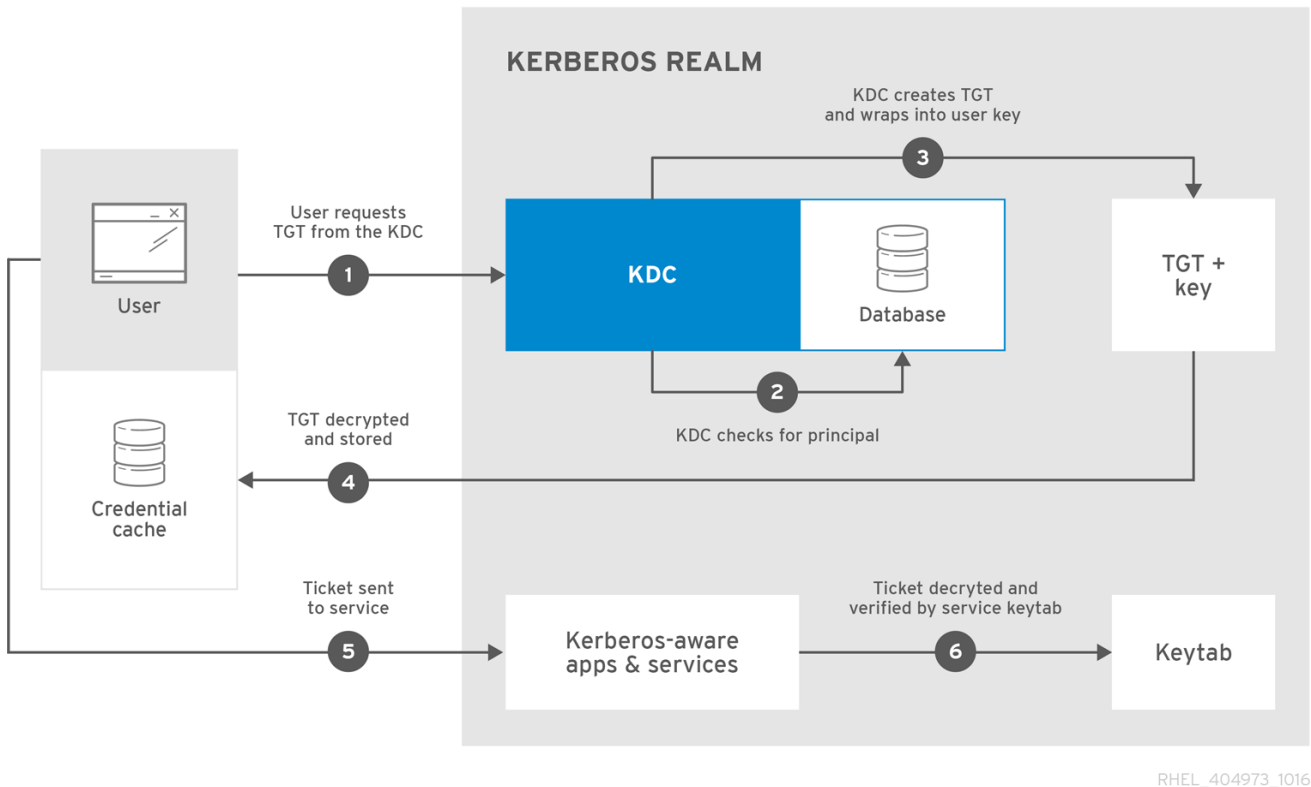 KERBEROS REALM
KDC creates TGT
and wraps into user key
3
User requests
TGT from the KDC
1
User
KDC
Database
TGT +
key
2
KDC checks for principal
TGT decrypted
and stored
4
Credential
cache
Ticket sent
to service
5
Kerberos-aware
apps & services
Ticket decryted and
verified by service keytab
6
Keytab
RHEL_404973_1016